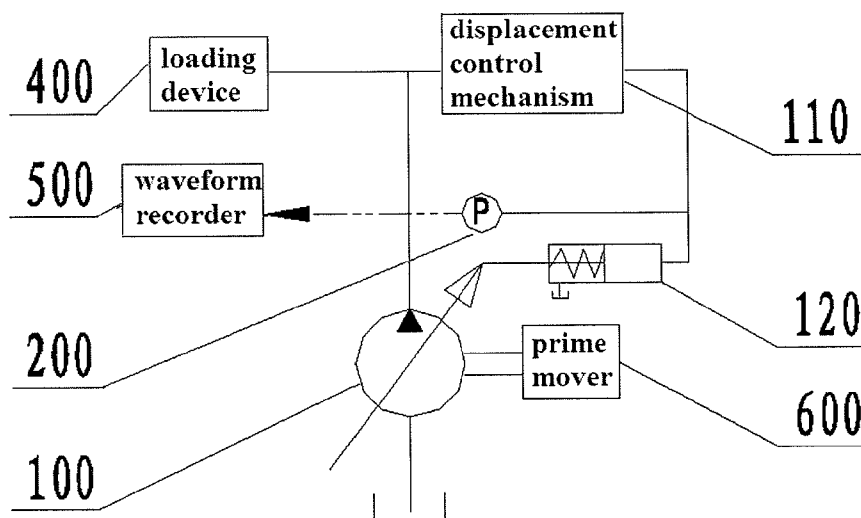 400
loading
device
displacement
control
mechanism
110
500
waveform
recorder
P
200
120
prime
mover
600
100